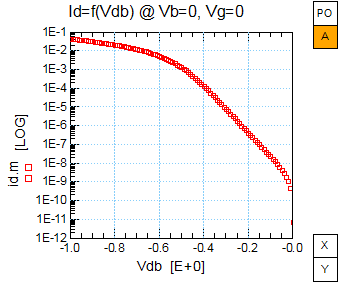 Id=f(Vdb) @ Vb=0, Vg=0
PO
A
1E-1
1E-2
1E-3
1E-4
1E-5
1E-6
1E-7
1E-8
1E-9
1E-10
1E-11
1E-12
id.m [LOG]
-1.0 -0.8 -0.6 -0.4 -0.2 -0.0
Vdb [E+0]
X
Y